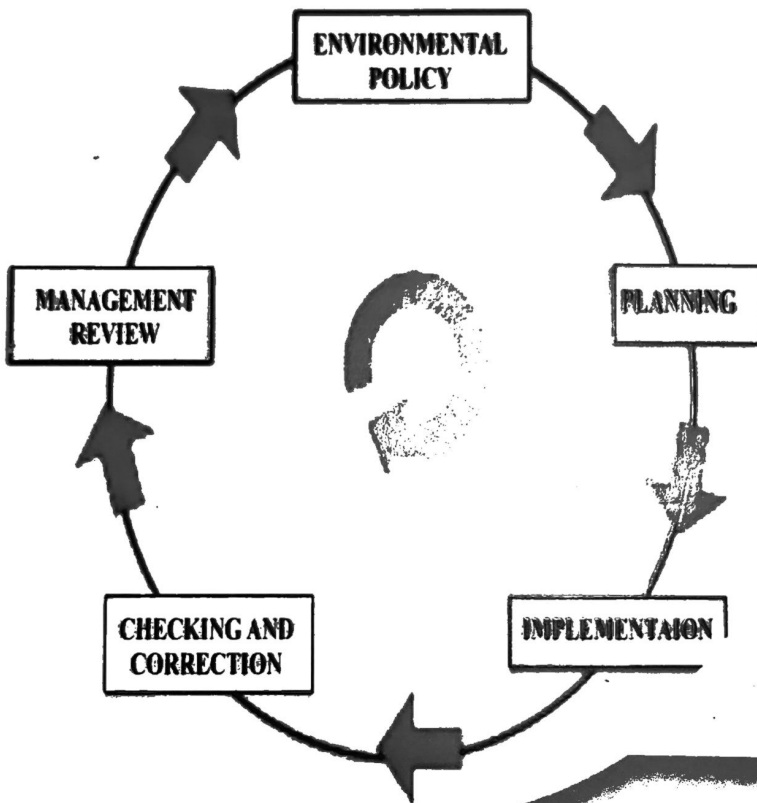 ENVIRONMENTAL
POLICY
PLANNING
IMPLEMENTAION
CHECKING AND
CORRECTION
MANAGEMENT
REVIEW